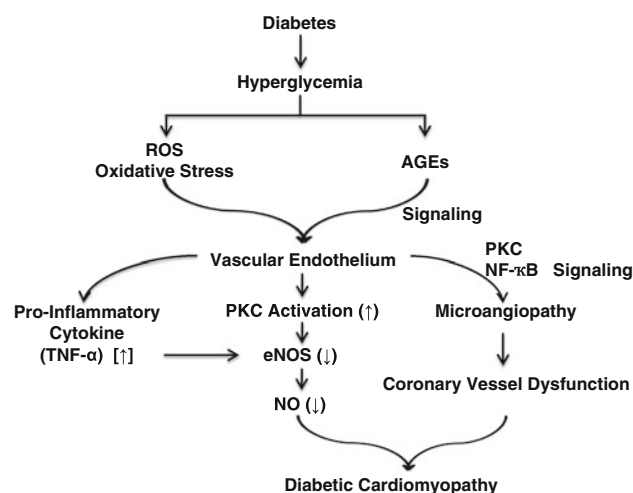 Diabetes
Hyperglycemia
ROS
Oxidative Stress
AGEs
Signaling
Vascular Endothelium
PKC
NF-κB Signaling
Pro-Inflammatory
Cytokine
(TNF-α) [↑]
PKC Activation (↑)
Microangiopathy
eNOS (↓)
Coronary Vessel Dysfunction
NO (↓)
Diabetic Cardiomyopathy